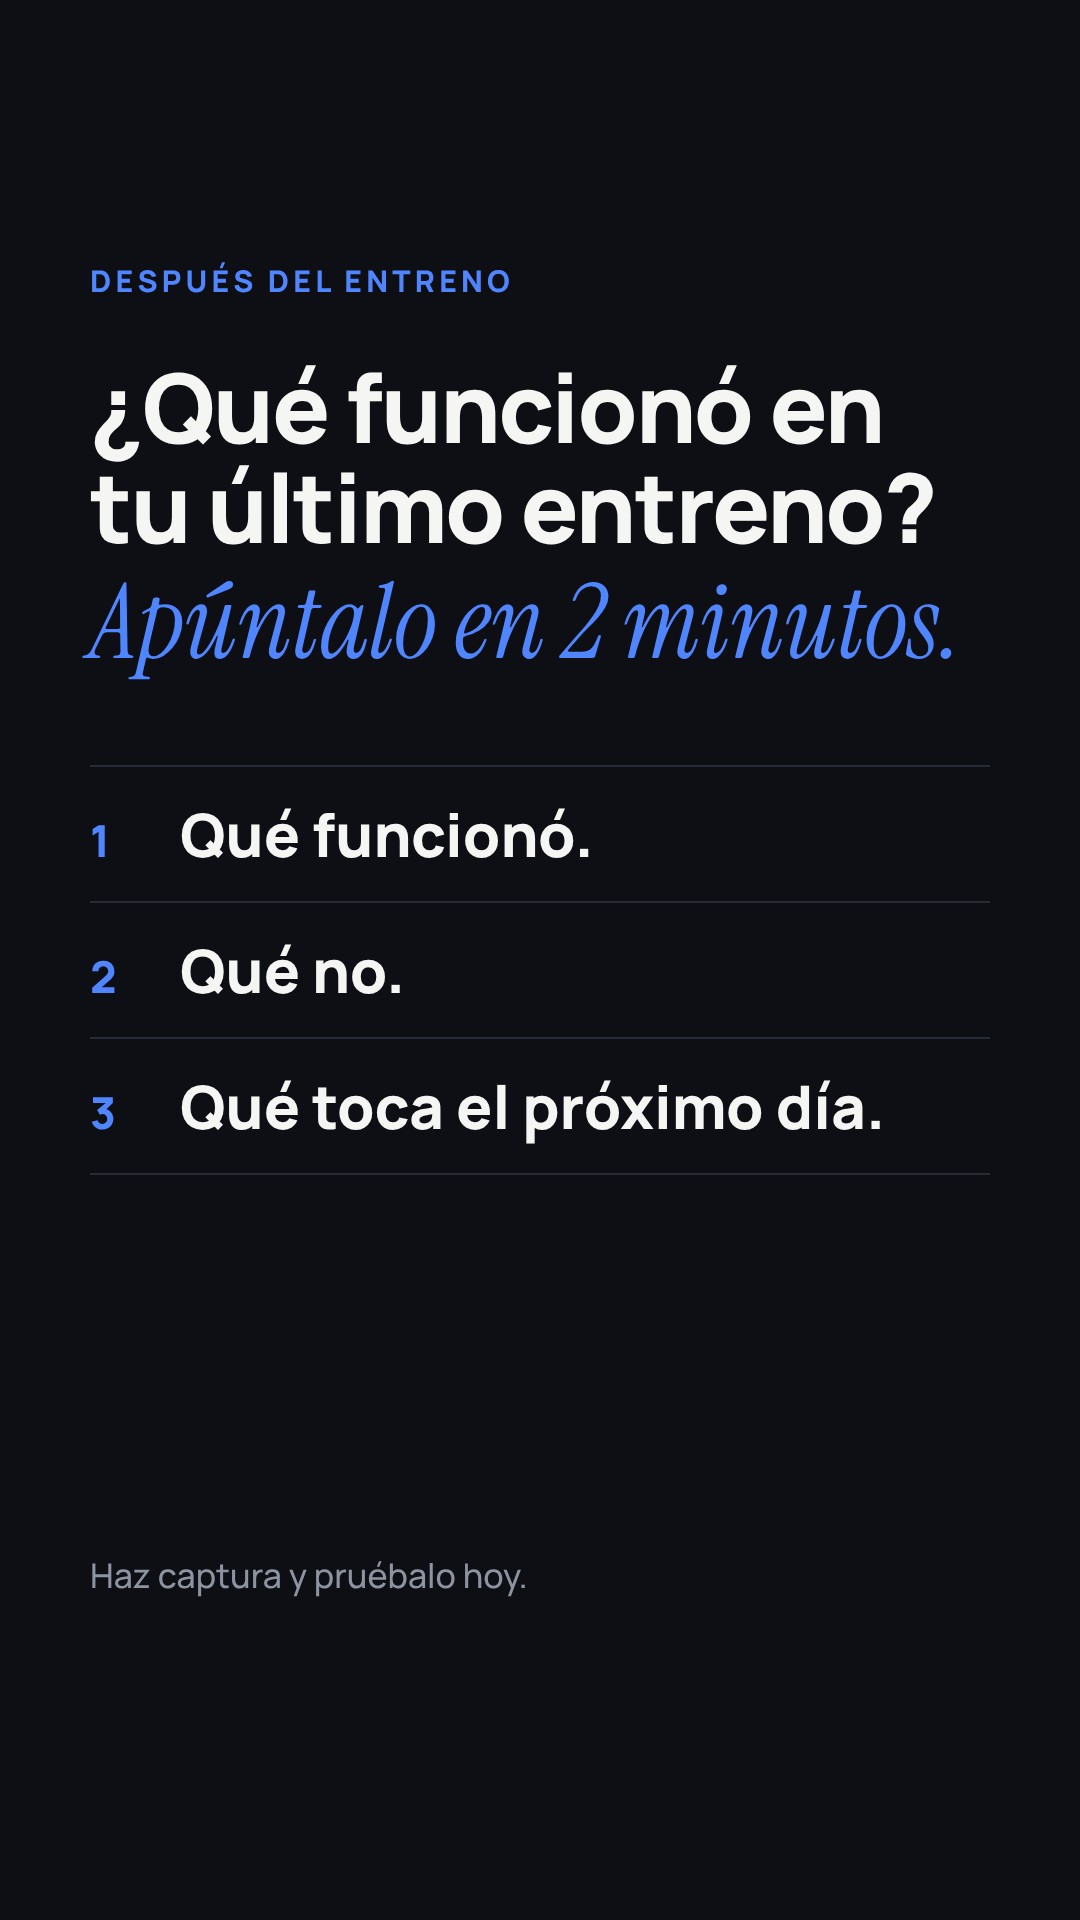 DESPUÉS DEL ENTRENO
¿Qué funcionó en
tu último entreno?
Apúntalo en 2 minutos.
1 Qué funcionó.
2 Qué no.
3 Qué toca el próximo día.
Haz captura y pruébalo hoy.